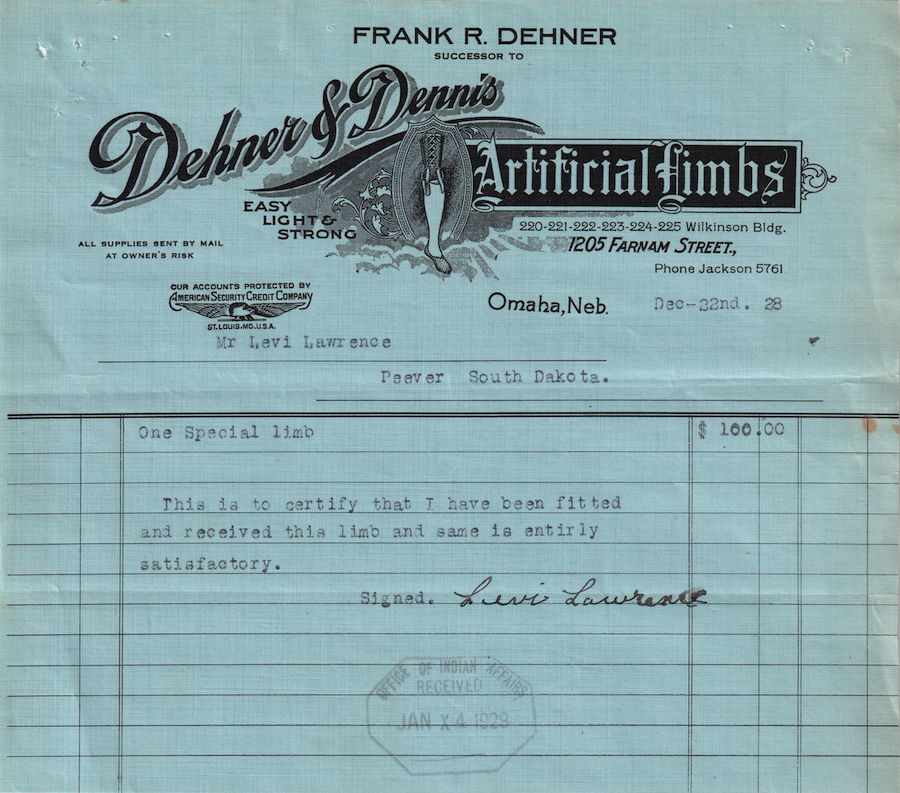 FRANK R. DEHNER
SUCCESSOR TO
Dehner & Dennis
Artificial Limbs
EASY
LIGHT &
STRONG
220-221-222-223-224-225 Wilkinson Bldg.
1205 FARNAM STREET.,
ALL SUPPLIES SENT BY MAIL
AT OWNER'S RISK
Phone Jackson 5761
OUR ACCOUNTS PROTECTED BY
AMERICAN SECURITY CREDIT COMPANY
ST. LOUIS. MO. U.S.A.
Omaha, Neb. Dec-22nd. 28
Mr Levi Lawrence
Peever South Dakota.
One Special limb $ 100.00
This is to certify that I have been fitted
and received this limb and same is entirly
satisfactory.
Signed. Levi Lawrence
OFFICE OF INDIAN AFFAIRS
RECEIVED
JAN X 4 1929